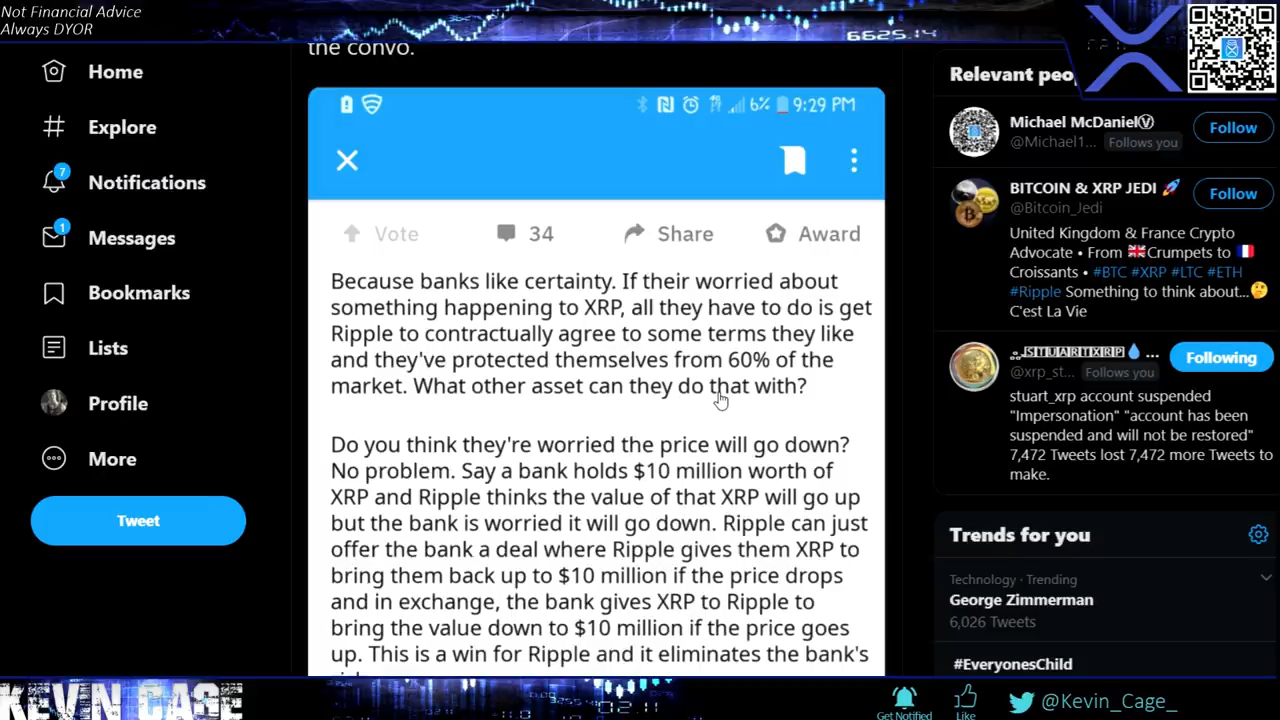 Not Financial Advice
Always DYOR
6625.14
the convo.
Home
Explore
7
Notifications
1
Messages
Bookmarks
Lists
Profile
More
Tweet
6% 9:29 PM
Vote
34
Share
Award
Because banks like certainty. If their worried about
something happening to XRP, all they have to do is get
Ripple to contractually agree to some terms they like
and they've protected themselves from 60% of the
market. What other asset can they do that with?
Do you think they're worried the price will go down?
No problem. Say a bank holds $10 million worth of
XRP and Ripple thinks the value of that XRP will go up
but the bank is worried it will go down. Ripple can just
offer the bank a deal where Ripple gives them XRP to
bring them back up to $10 million if the price drops
and in exchange, the bank gives XRP to Ripple to
bring the value down to $10 million if the price goes
up. This is a win for Ripple and it eliminates the bank's
Relevant peo
Michael McDanielⓋ
@Michael1... Follows you
Follow
BITCOIN & XRP JEDI 🚀
@Bitcoin_Jedi
Follow
United Kingdom & France Crypto
Advocate • From 🇬🇧Crumpets to 🇫🇷
Croissants • #BTC #XRP #LTC #ETH
#Ripple Something to think about...🤔
C'est La Vie
STUARTXRP💧 ...
@xrp_st... Follows you
Following
stuart_xrp account suspended
"Impersonation" "account has been
suspended and will not be restored"
7,472 Tweets lost 7,472 more Tweets to
make.
Trends for you
Technology · Trending
George Zimmerman
6,026 Tweets
#EveryonesChild
KEVIN CAGE
Get Notified
Like
@Kevin_Cage_